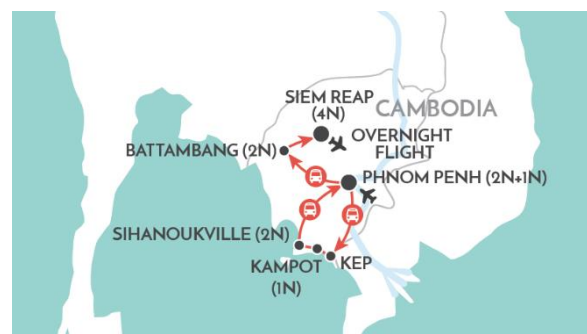 SIEM REAP
(4N)
CAMBODIA
OVERNIGHT
FLIGHT
BATTAMBANG (2N)
PHNOM PENH (2N+1N)
SIHANOUKVILLE (2N)
KAMPOT
(1N)
KEP